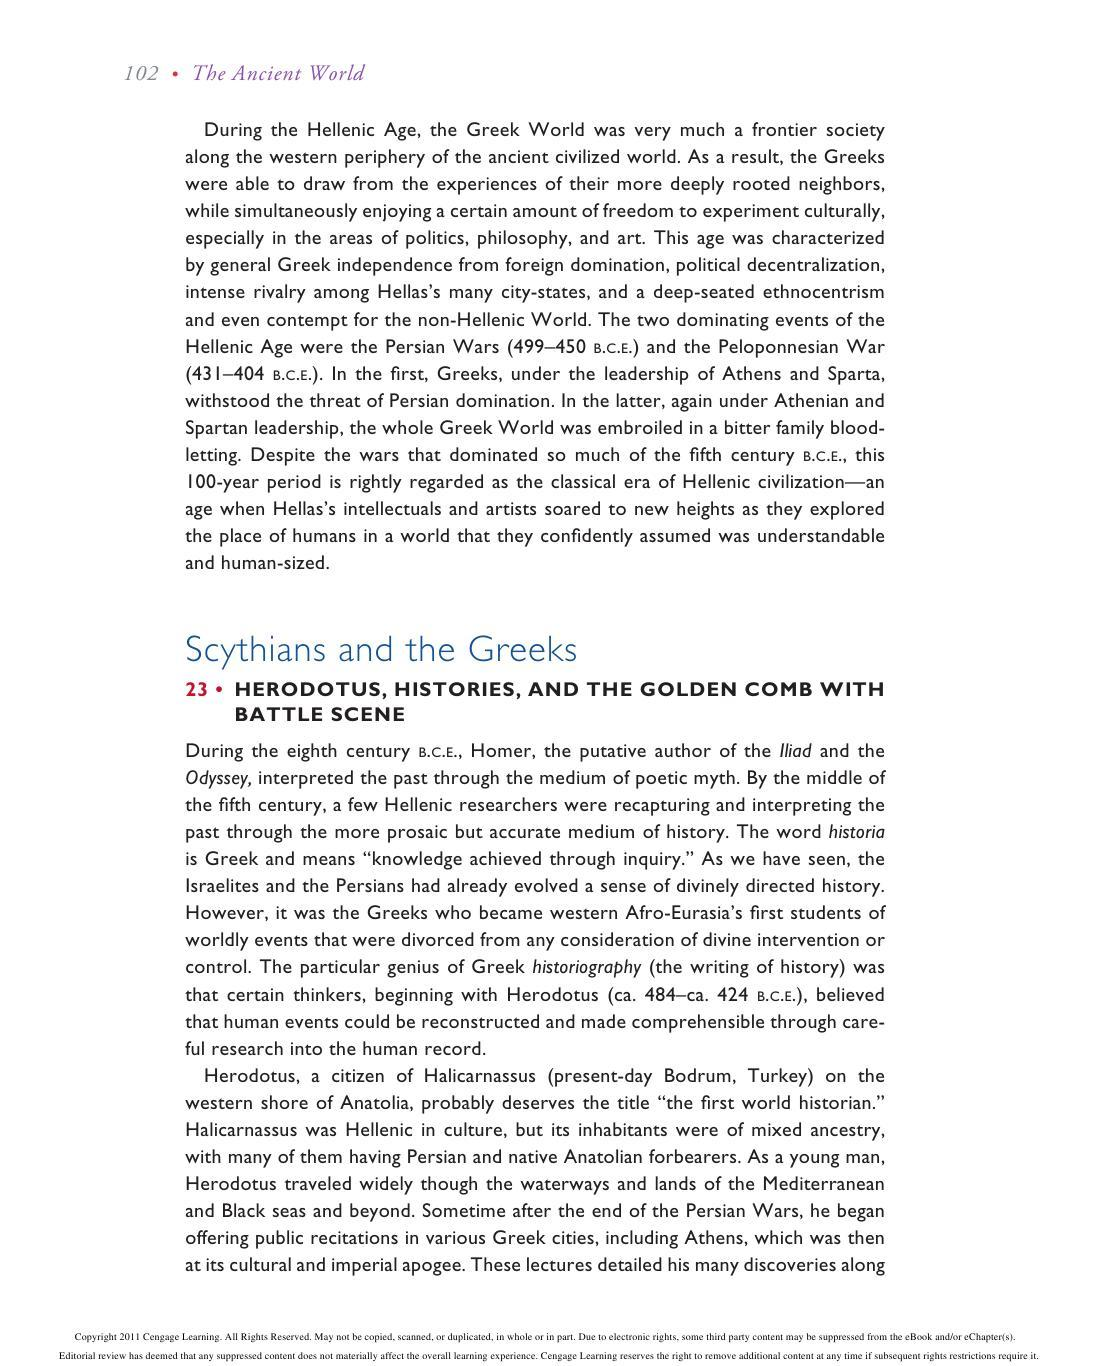 102 • The Ancient World
During the Hellenic Age, the Greek World was very much a frontier society
along the western periphery of the ancient civilized world. As a result, the Greeks
were able to draw from the experiences of their more deeply rooted neighbors,
while simultaneously enjoying a certain amount of freedom to experiment culturally,
especially in the areas of politics, philosophy, and art. This age was characterized
by general Greek independence from foreign domination, political decentralization,
intense rivalry among Hellas’s many city-states, and a deep-seated ethnocentrism
and even contempt for the non-Hellenic World. The two dominating events of the
Hellenic Age were the Persian Wars (499–450 B.C.E.) and the Peloponnesian War
(431–404 B.C.E.). In the first, Greeks, under the leadership of Athens and Sparta,
withstood the threat of Persian domination. In the latter, again under Athenian and
Spartan leadership, the whole Greek World was embroiled in a bitter family blood-
letting. Despite the wars that dominated so much of the fifth century B.C.E., this
100-year period is rightly regarded as the classical era of Hellenic civilization—an
age when Hellas’s intellectuals and artists soared to new heights as they explored
the place of humans in a world that they confidently assumed was understandable
and human-sized.
Scythians and the Greeks
23 • HERODOTUS, HISTORIES, AND THE GOLDEN COMB WITH
BATTLE SCENE
During the eighth century B.C.E., Homer, the putative author of the Iliad and the
Odyssey, interpreted the past through the medium of poetic myth. By the middle of
the fifth century, a few Hellenic researchers were recapturing and interpreting the
past through the more prosaic but accurate medium of history. The word historia
is Greek and means “knowledge achieved through inquiry.” As we have seen, the
Israelites and the Persians had already evolved a sense of divinely directed history.
However, it was the Greeks who became western Afro-Eurasia’s first students of
worldly events that were divorced from any consideration of divine intervention or
control. The particular genius of Greek historiography (the writing of history) was
that certain thinkers, beginning with Herodotus (ca. 484–ca. 424 B.C.E.), believed
that human events could be reconstructed and made comprehensible through care-
ful research into the human record.
Herodotus, a citizen of Halicarnassus (present-day Bodrum, Turkey) on the
western shore of Anatolia, probably deserves the title “the first world historian.”
Halicarnassus was Hellenic in culture, but its inhabitants were of mixed ancestry,
with many of them having Persian and native Anatolian forbearers. As a young man,
Herodotus traveled widely though the waterways and lands of the Mediterranean
and Black seas and beyond. Sometime after the end of the Persian Wars, he began
offering public recitations in various Greek cities, including Athens, which was then
at its cultural and imperial apogee. These lectures detailed his many discoveries along
Copyright 2011 Cengage Learning. All Rights Reserved. May not be copied, scanned, or duplicated, in whole or in part. Due to electronic rights, some third party content may be suppressed from the eBook and/or eChapter(s).
Editorial review has deemed that any suppressed content does not materially affect the overall learning experience. Cengage Learning reserves the right to remove additional content at any time if subsequent rights restrictions require it.